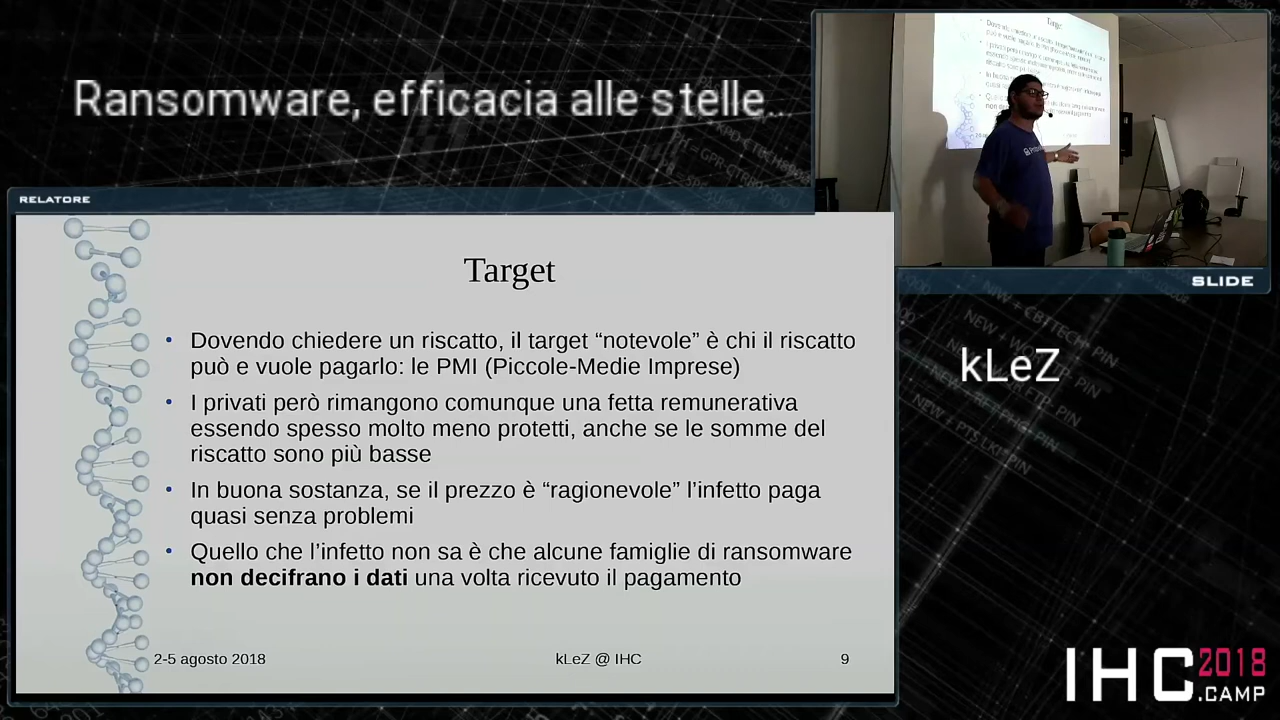 Ransomware, efficacia alle stelle..
RELATORE
Target
• Dovendo chiedere un riscatto, il target “notevole” è chi il riscatto
può e vuole pagarlo: le PMI (Piccole-Medie Imprese)
• I privati però rimangono comunque una fetta remunerativa
essendo spesso molto meno protetti, anche se le somme del
riscatto sono più basse
• In buona sostanza, se il prezzo è “ragionevole” l’infetto paga
quasi senza problemi
• Quello che l’infetto non sa è che alcune famiglie di ransomware
non decifrano i dati una volta ricevuto il pagamento
2-5 agosto 2018
kLeZ @ IHC
9
Target
SLIDE
kLeZ
IHC 2018
.CAMP